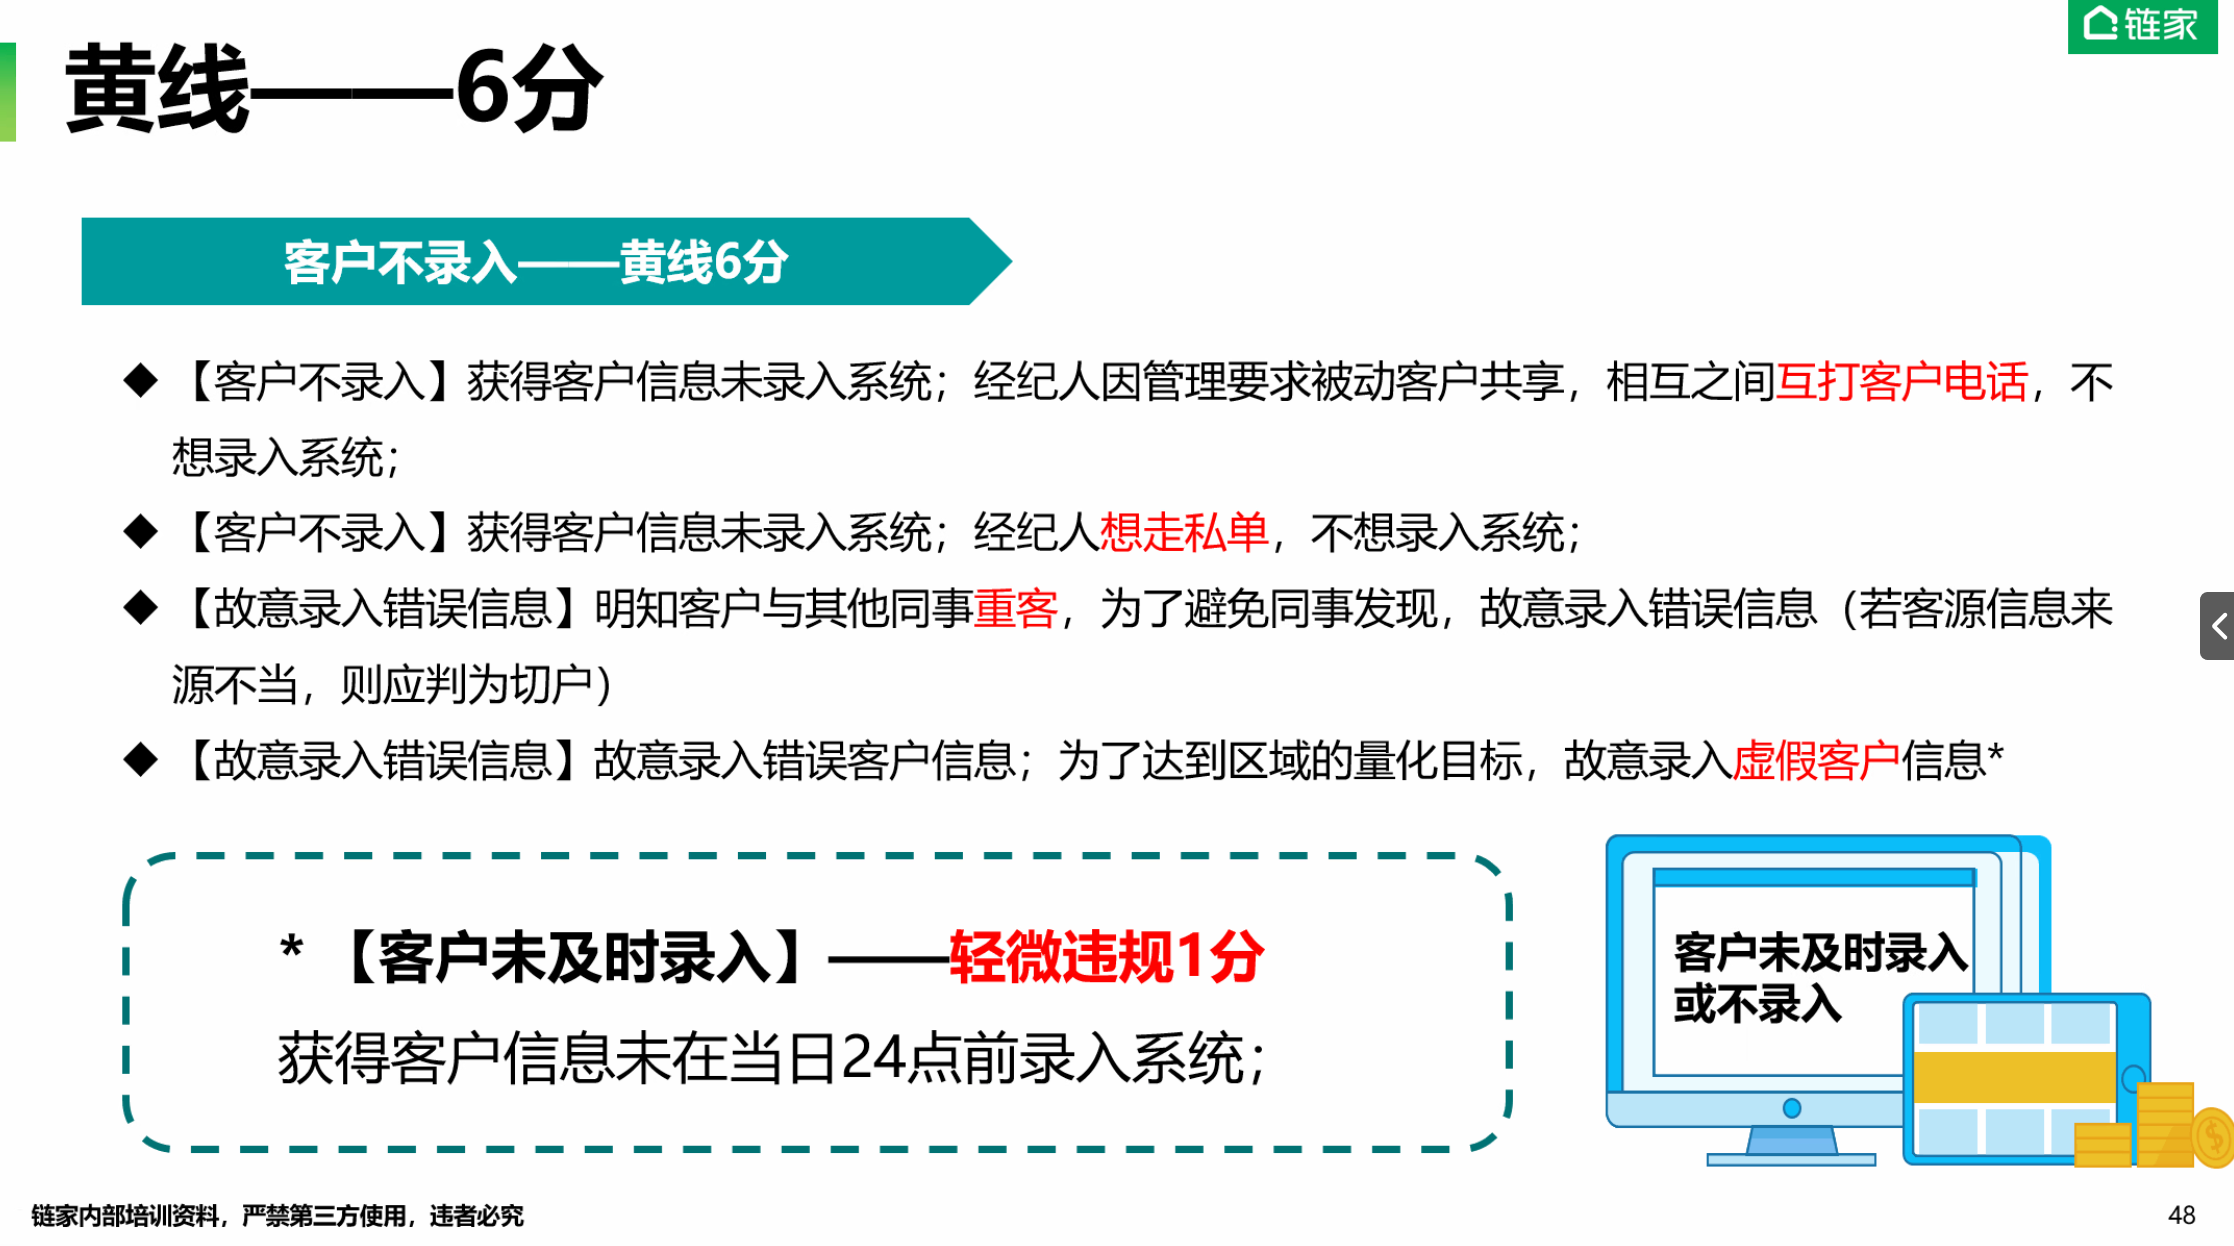 链家
黄线——6分
客户不录入——黄线6分
◆ 【客户不录入】获得客户信息未录入系统；经纪人因管理要求被动客户共享，相互之间互打客户电话，不
想录入系统；
◆ 【客户不录入】获得客户信息未录入系统；经纪人想走私单，不想录入系统；
◆ 【故意录入错误信息】明知客户与其他同事重客，为了避免同事发现，故意录入错误信息（若客源信息来
源不当，则应判为切户）
◆ 【故意录入错误信息】故意录入错误客户信息；为了达到区域的量化目标，故意录入虚假客户信息*
* 【客户未及时录入】——轻微违规1分
获得客户信息未在当日24点前录入系统；
客户未及时录入
或不录入
链家内部培训资料，严禁第三方使用，违者必究
48